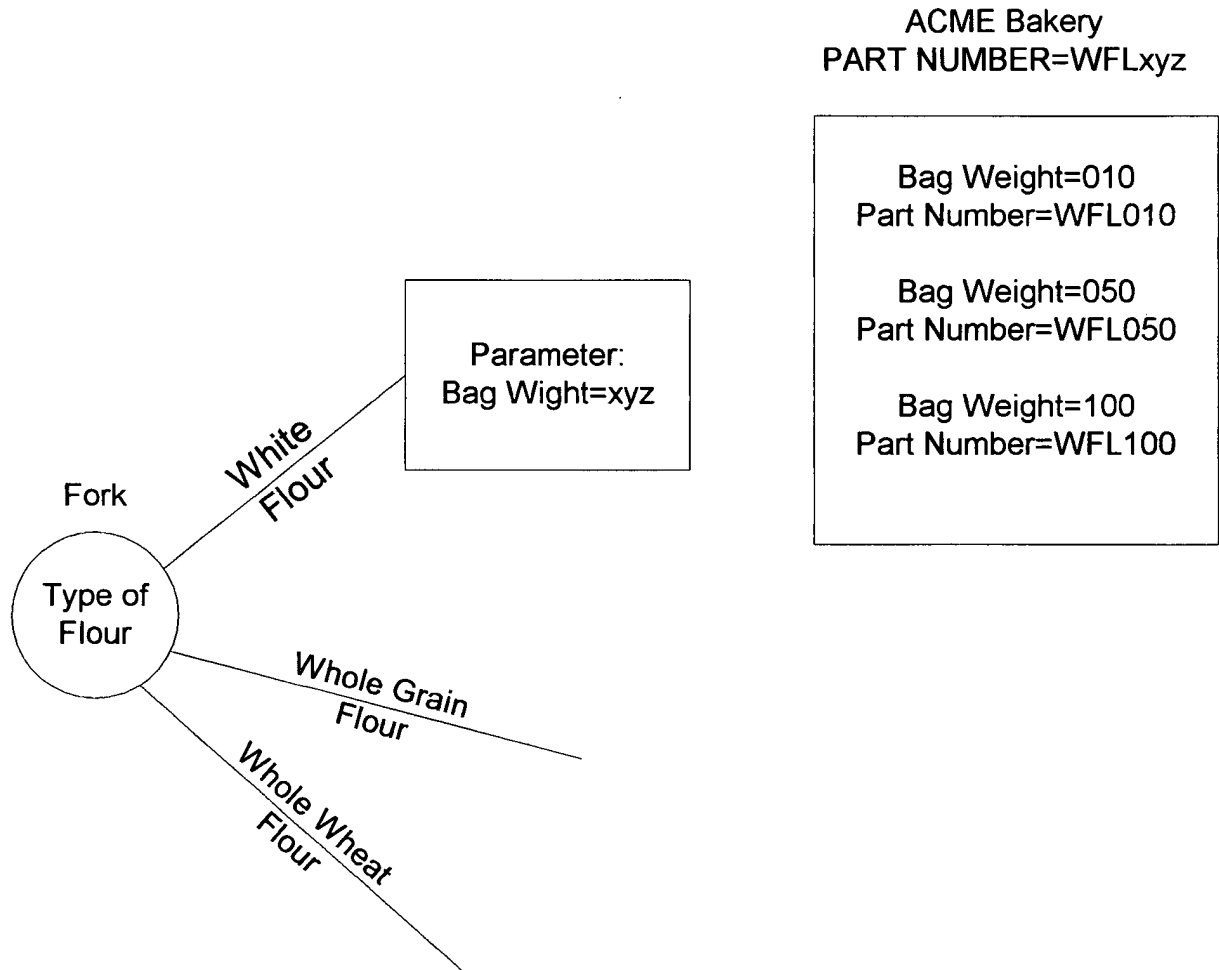 ACME Bakery
PART NUMBER=WFLxyz
Bag Weight=010
Part Number=WFL010
Bag Weight=050
Part Number=WFL050
Bag Weight=100
Part Number=WFL100
Parameter:
Bag Wight=xyz
White
Flour
Fork
Type of
Flour
Whole Grain
Flour
Whole Wheat
Flour